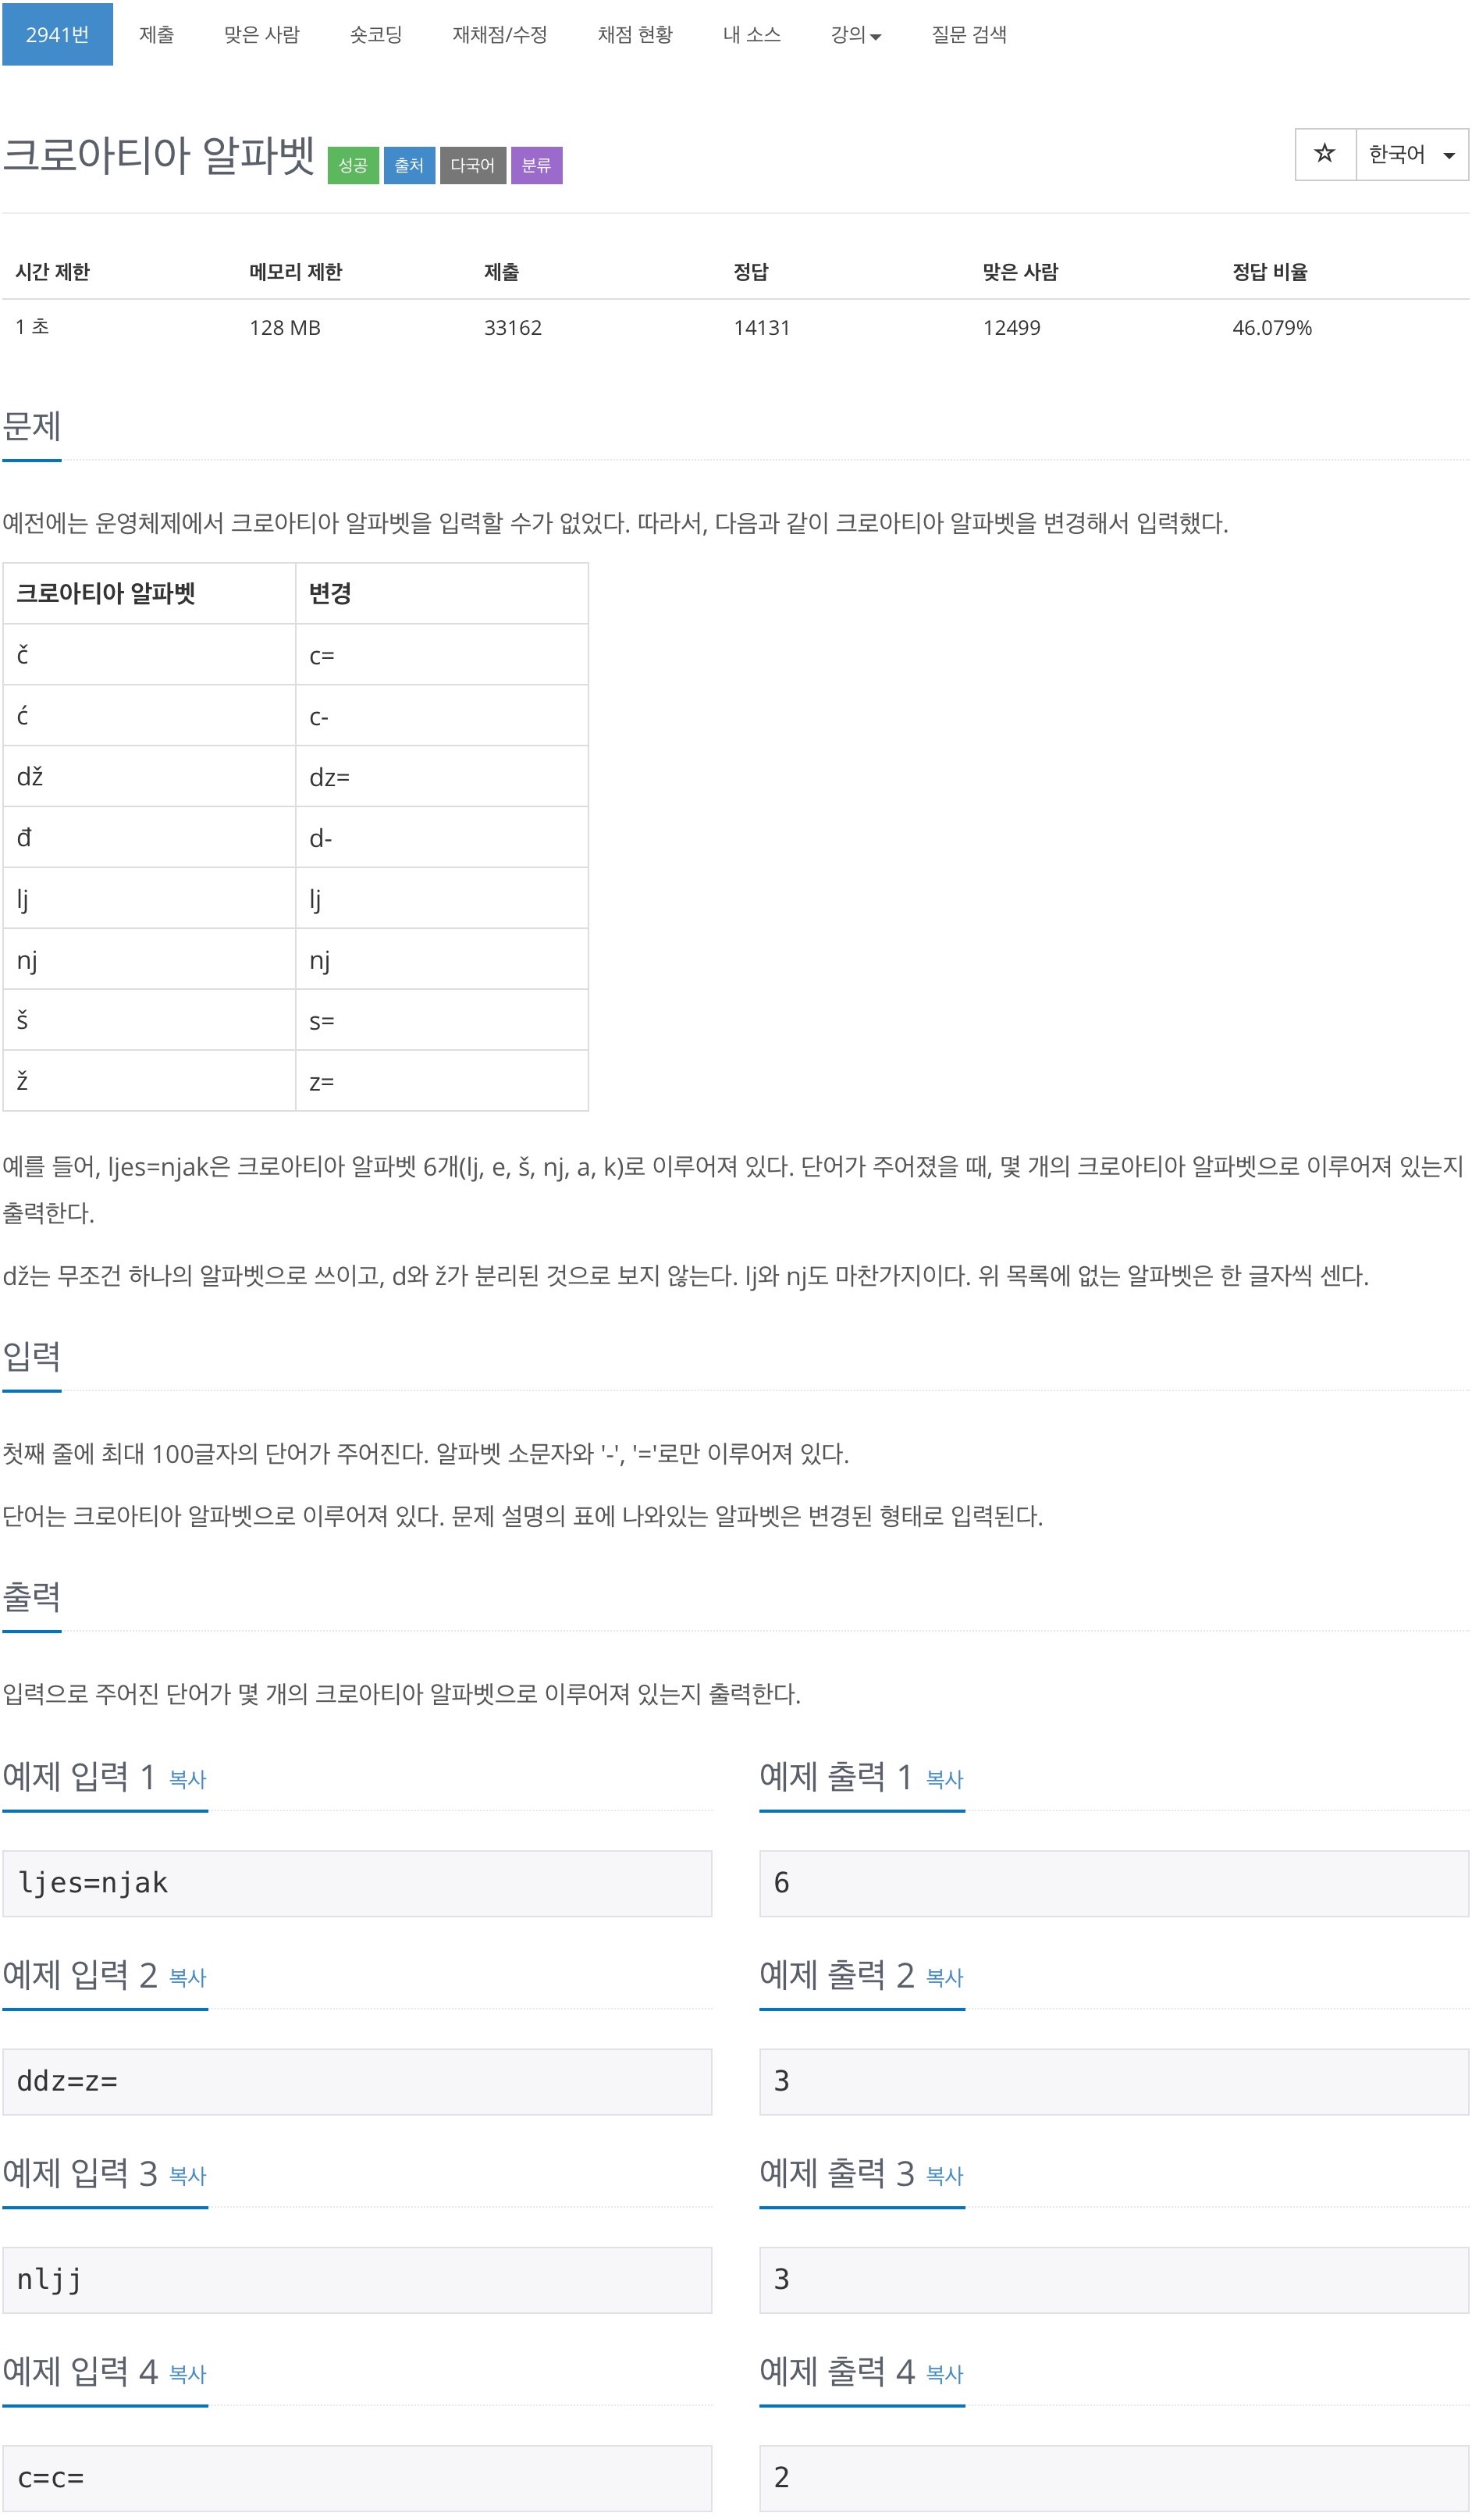 2941번 제출 맞은 사람 숏코딩 재채점/수정 채점 현황 내 소스 강의 질문 검색
크로아티아 알파벳 성공 출처 다국어 분류 ☆ 한국어
시간 제한 메모리 제한 제출 정답 맞은 사람 정답 비율
1 초 128 MB 33162 14131 12499 46.079%
문제
예전에는 운영체제에서 크로아티아 알파벳을 입력할 수가 없었다. 따라서, 다음과 같이 크로아티아 알파벳을 변경해서 입력했다.
크로아티아 알파벳 변경
č c=
ć c-
dž dz=
đ d-
lj lj
nj nj
š s=
ž z=
예를 들어, ljes=njak은 크로아티아 알파벳 6개(lj, e, š, nj, a, k)로 이루어져 있다. 단어가 주어졌을 때, 몇 개의 크로아티아 알파벳으로 이루어져 있는지
출력한다.
dž는 무조건 하나의 알파벳으로 쓰이고, d와 ž가 분리된 것으로 보지 않는다. lj와 nj도 마찬가지이다. 위 목록에 없는 알파벳은 한 글자씩 센다.
입력
첫째 줄에 최대 100글자의 단어가 주어진다. 알파벳 소문자와 '-', '='로만 이루어져 있다.
단어는 크로아티아 알파벳으로 이루어져 있다. 문제 설명의 표에 나와있는 알파벳은 변경된 형태로 입력된다.
출력
입력으로 주어진 단어가 몇 개의 크로아티아 알파벳으로 이루어져 있는지 출력한다.
예제 입력 1 복사 예제 출력 1 복사
ljes=njak 6
예제 입력 2 복사 예제 출력 2 복사
ddz=z= 3
예제 입력 3 복사 예제 출력 3 복사
nljj 3
예제 입력 4 복사 예제 출력 4 복사
c=c= 2